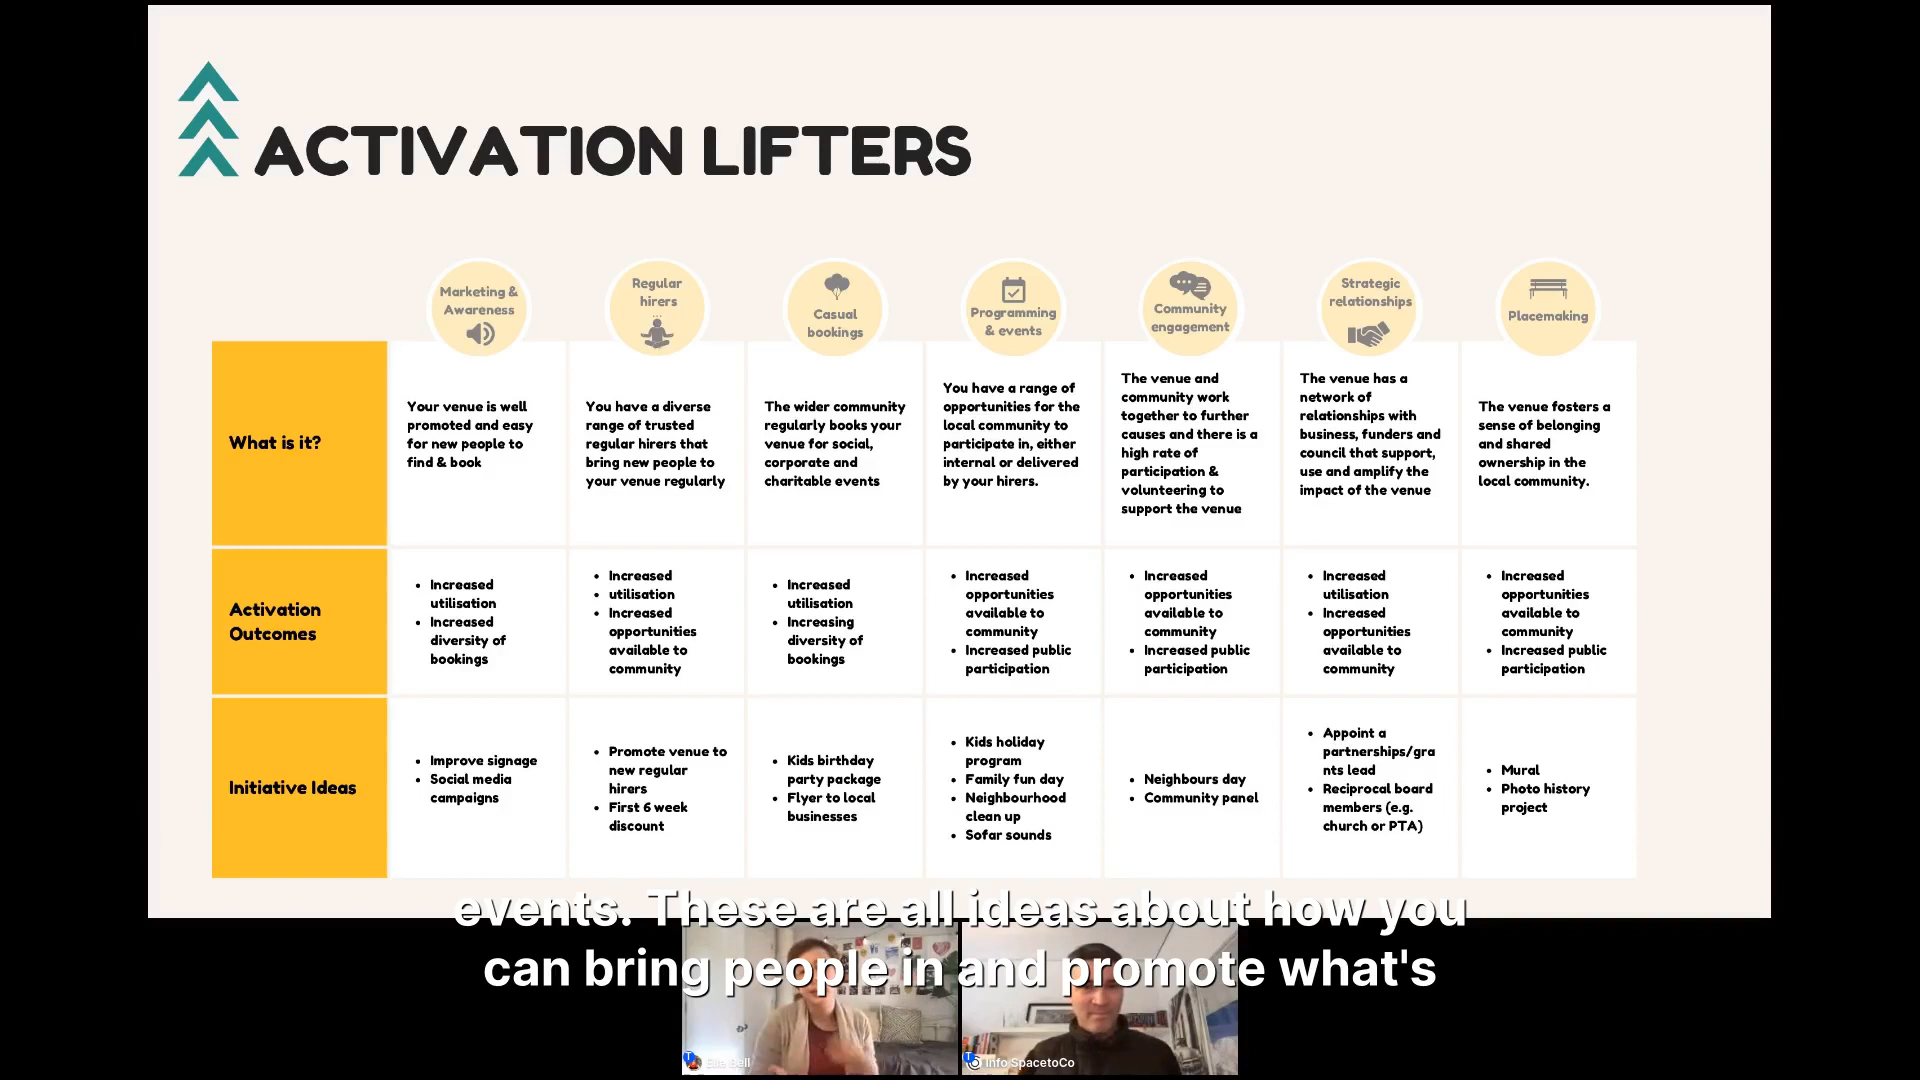 ACTIVATION LIFTERS
Marketing &
Awareness
Regular
hirers
Casual
bookings
Programming
& events
Community
engagement
Strategic
relationships
Placemaking
What is it?
Your venue is well
promoted and easy
for new people to
find & book
You have a diverse
range of trusted
regular hirers that
bring new people to
your venue regularly
The wider community
regularly books your
venue for social,
corporate and
charitable events
You have a range of
opportunities for the
local community to
participate in, either
internal or delivered
by your hirers.
The venue and
community work
together to further
causes and there is a
high rate of
participation &
volunteering to
support the venue
The venue has a
network of
relationships with
business, funders and
council that support,
use and amplify the
impact of the venue
The venue fosters a
sense of belonging
and shared
ownership in the
local community.
Activation
Outcomes
• Increased
utilisation
• Increased
diversity of
bookings
• Increased
• utilisation
• Increased
opportunities
available to
community
• Increased
utilisation
• Increasing
diversity of
bookings
• Increased
opportunities
available to
community
• Increased public
participation
• Increased
opportunities
available to
community
• Increased public
participation
• Increased
utilisation
• Increased
opportunities
available to
community
• Increased
opportunities
available to
community
• Increased public
participation
Initiative Ideas
• Improve signage
• Social media
campaigns
• Promote venue to
new regular
hirers
• First 6 week
discount
• Kids birthday
party package
• Flyer to local
businesses
• Kids holiday
program
• Family fun day
• Neighbourhood
clean up
• Sofar sounds
• Neighbours day
• Community panel
• Appoint a
partnerships/gra
nts lead
• Reciprocal board
members (e.g.
church or PTA)
• Mural
• Photo history
project
events. These are all ideas about how you
can bring people in and promote what's
Elle Bell
Info SpacetoCo